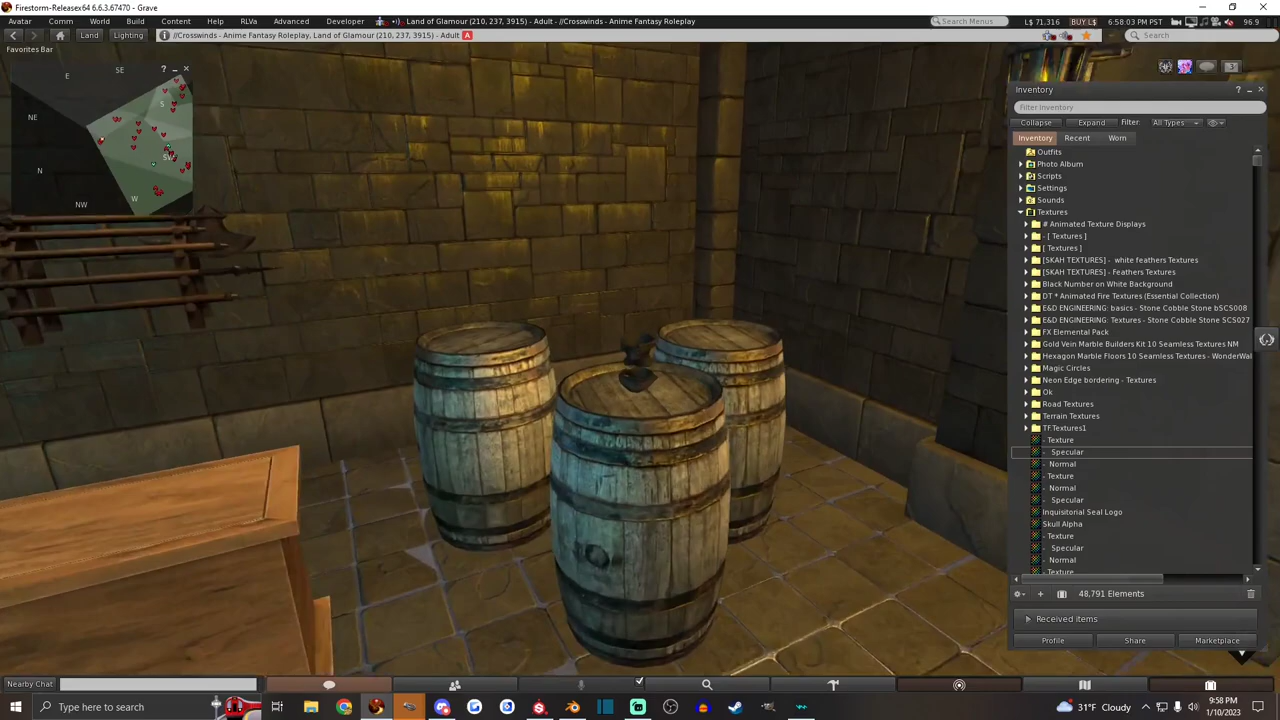 Firestorm-Releasex64 6.6.3.67470 - Grave
Avatar Comm World Build Content Help RLVa Advanced Developer Land of Glamour (210, 237, 3915) - Adult - //Crosswinds - Anime Fantasy Roleplay Search Menus L$ 71,316 BUY L$ 6:58:03 PM PST 96.9
Land Lighting //Crosswinds - Anime Fantasy Roleplay, Land of Glamour (210, 237, 3915) - Adult A Search
Favorites Bar
E SE ?
NE S
N SW
NW W
3
Inventory ?
Filter Inventory
Collapse Expand Filter: All Types
Inventory Recent Worn
Outfits
Photo Album
Scripts
Settings
Sounds
Textures
# Animated Texture Displays
- [ Textures ]
[ Textures ]
[SKAH TEXTURES] - white feathers Textures
[SKAH TEXTURES] - Feathers Textures
Black Number on White Background
DT * Animated Fire Textures (Essential Collection)
E&D ENGINEERING: basics - Stone Cobble Stone bSCS008
E&D ENGINEERING: Textures - Stone Cobble Stone SCS027
FX Elemental Pack
Gold Vein Marble Builders Kit 10 Seamless Textures NM
Hexagon Marble Floors 10 Seamless Textures - WonderWal
Magic Circles
Neon Edge bordering - Textures
Ok
Road Textures
Terrain Textures
TF.Textures1
- Texture
- Specular
- Normal
- Texture
- Normal
- Specular
Inquisitorial Seal Logo
Skull Alpha
- Texture
- Specular
- Normal
- Texture
48,791 Elements
Received items
Profile Share Marketplace
Nearby Chat
Type here to search
31°F Cloudy
9:58 PM
1/10/2023